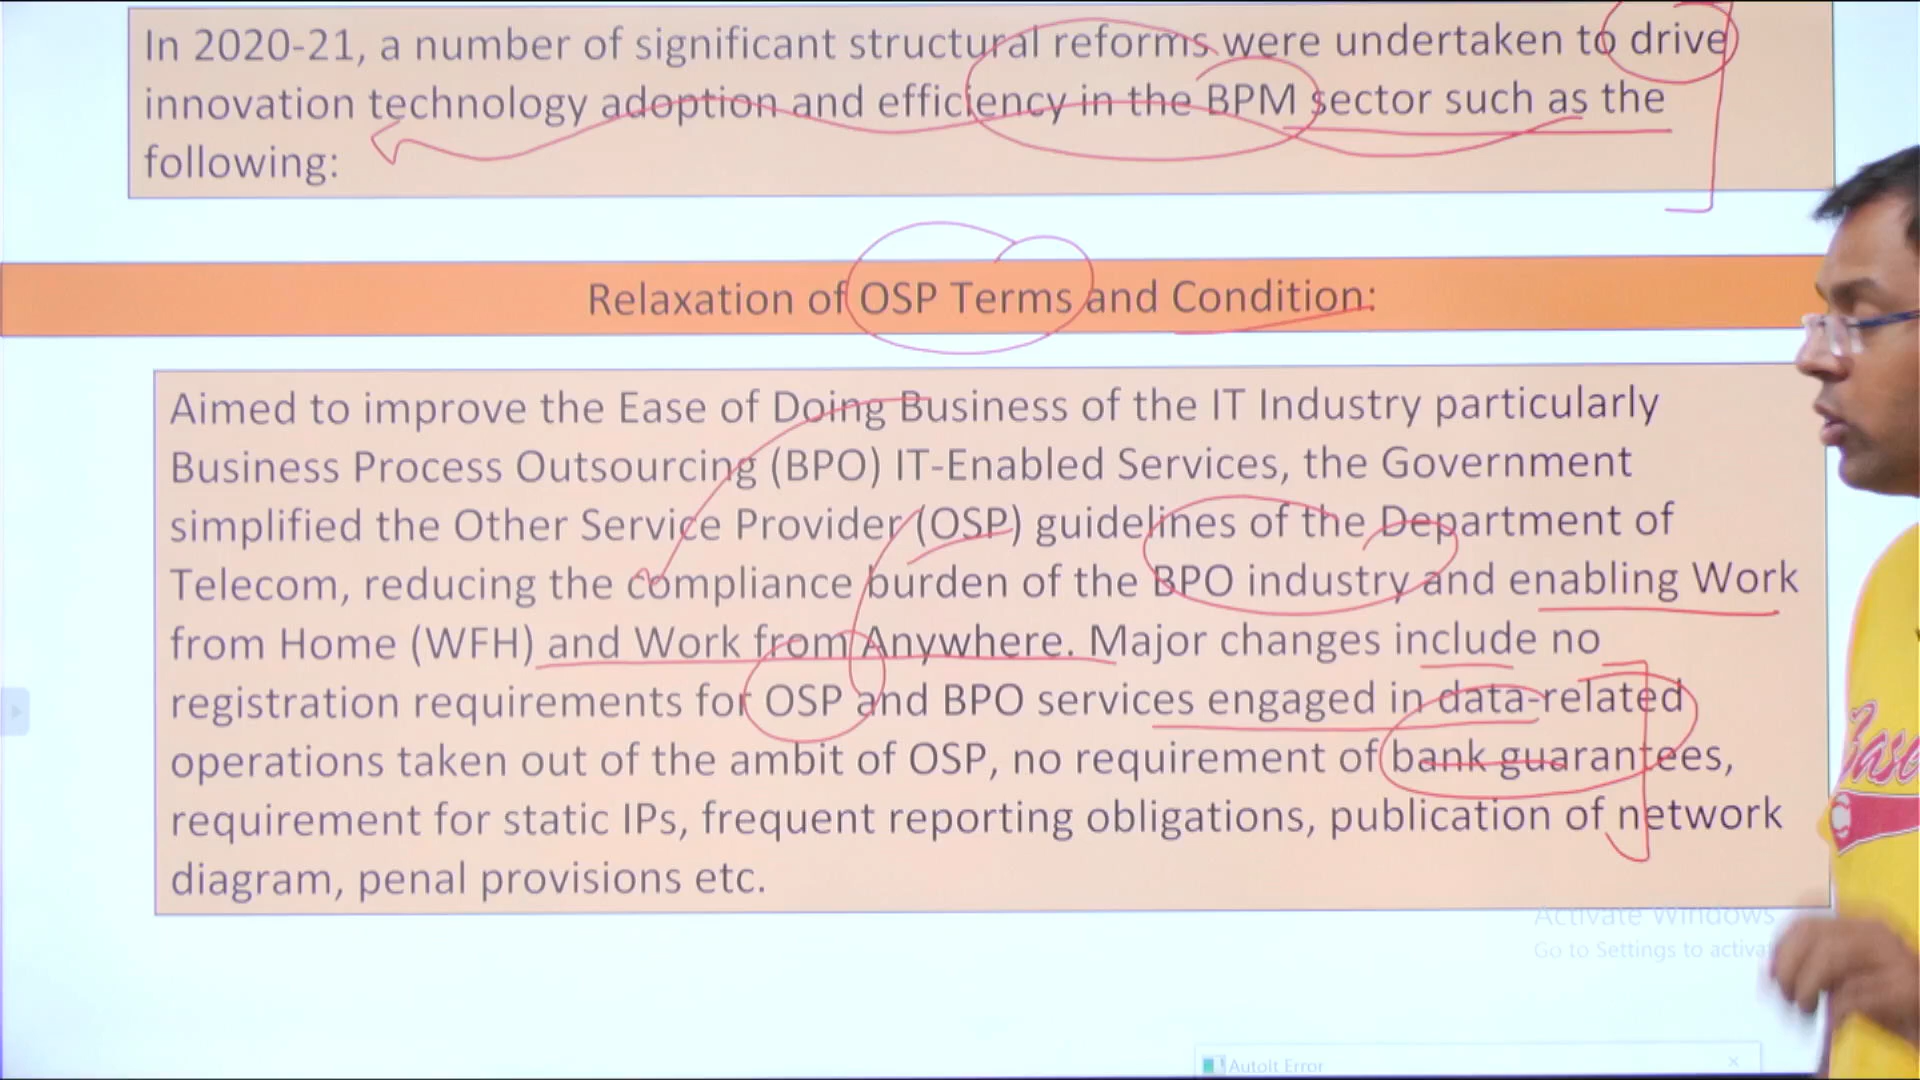 In 2020-21, a number of significant structural reforms were undertaken to drive
innovation technology adoption and efficiency in the BPM sector such as the
following:
Relaxation of OSP Terms and Condition:
Aimed to improve the Ease of Doing Business of the IT Industry particularly
Business Process Outsourcing (BPO) IT-Enabled Services, the Government
simplified the Other Service Provider (OSP) guidelines of the Department of
Telecom, reducing the compliance burden of the BPO industry and enabling Work
from Home (WFH) and Work from Anywhere. Major changes include no
registration requirements for OSP and BPO services engaged in data-related
operations taken out of the ambit of OSP, no requirement of bank guarantees,
requirement for static IPs, frequent reporting obligations, publication of network
diagram, penal provisions etc.
Activate Windows
Go to Settings to
AutoIt Error